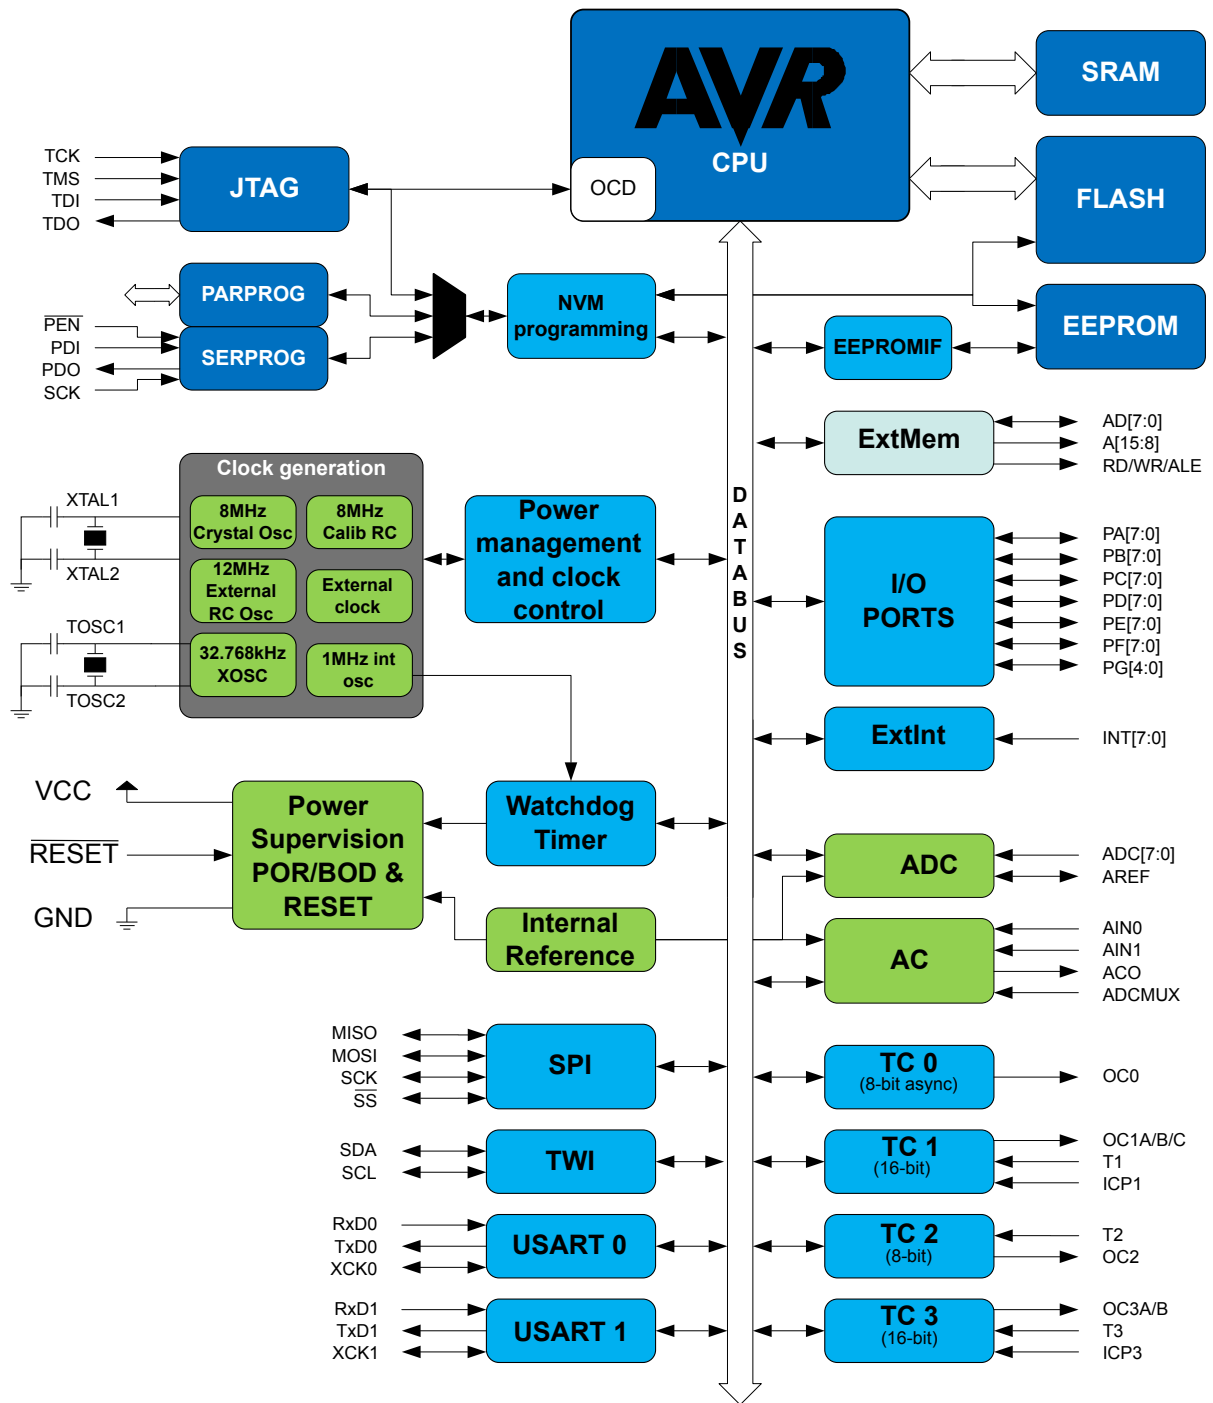 AVR
CPU
OCD
SRAM
FLASH
EEPROM
TCK
TMS
TDI
TDO
JTAG
PARPROG
PEN
PDI
PDO
SCK
SERPROG
NVM
programming
EEPROMIF
ExtMem
AD[7:0]
A[15:8]
RD/WR/ALE
Clock generation
XTAL1
XTAL2
TOSC1
TOSC2
8MHz
Crystal Osc
8MHz
Calib RC
12MHz
External
RC Osc
External
clock
32.768kHz
XOSC
1MHz int
osc
Power
management
and clock
control
DATABUS
I/O
PORTS
PA[7:0]
PB[7:0]
PC[7:0]
PD[7:0]
PE[7:0]
PF[7:0]
PG[4:0]
ExtInt
INT[7:0]
VCC
RESET
GND
Power
Supervision
POR/BOD &
RESET
Watchdog
Timer
Internal
Reference
ADC
ADC[7:0]
AREF
AC
AIN0
AIN1
ACO
ADCMUX
MISO
MOSI
SCK
SS
SPI
TC 0
(8-bit async)
OC0
SDA
SCL
TWI
TC 1
(16-bit)
OC1A/B/C
T1
ICP1
RxD0
TxD0
XCK0
USART 0
TC 2
(8-bit)
T2
OC2
RxD1
TxD1
XCK1
USART 1
TC 3
(16-bit)
OC3A/B
T3
ICP3